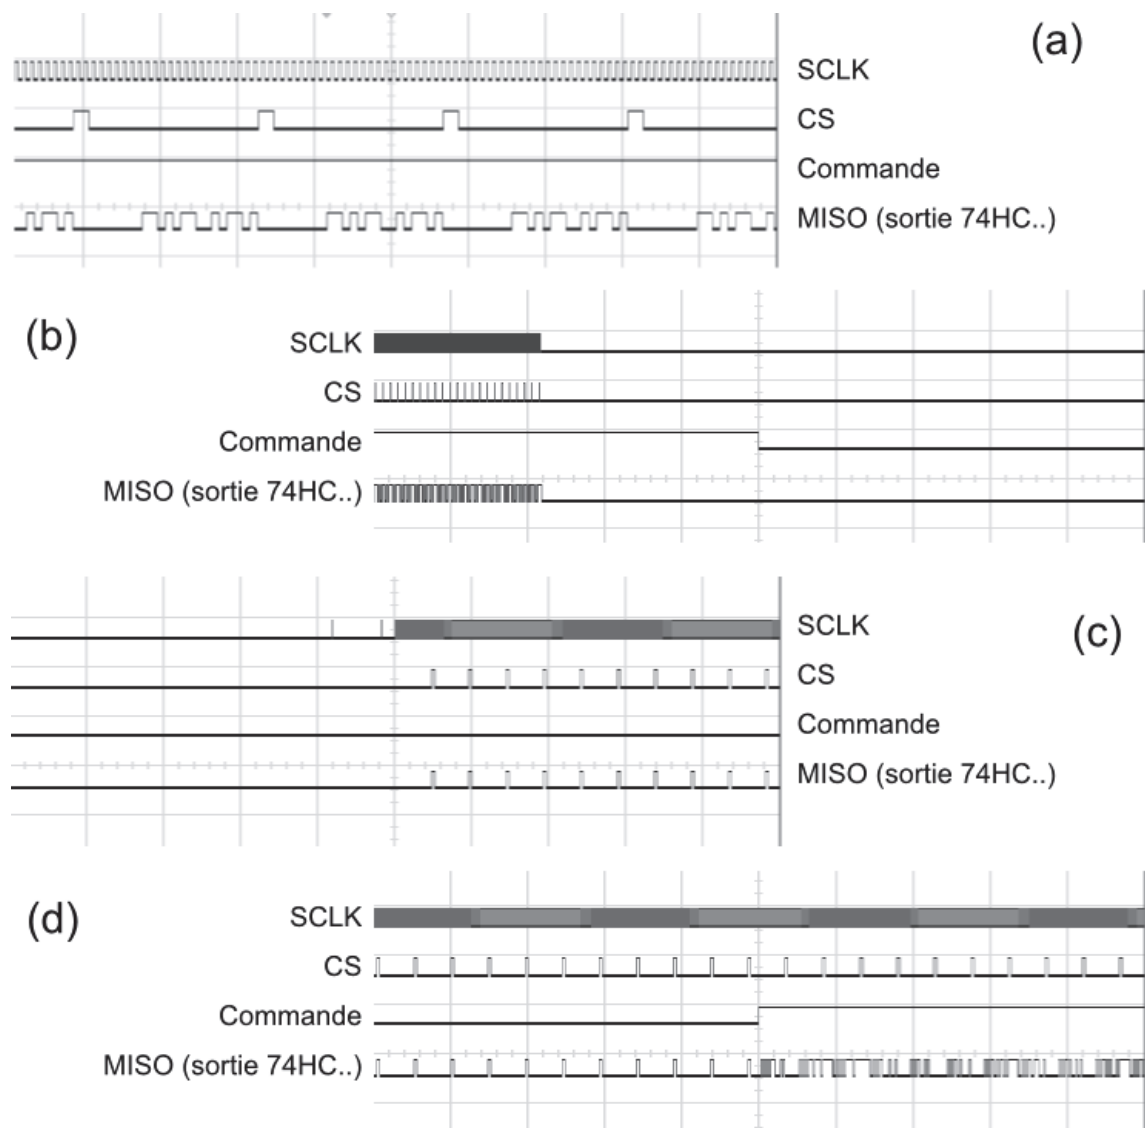 (a)
SCLK
CS
Commande
MISO (sortie 74HC..)
(b)
SCLK
CS
Commande
MISO (sortie 74HC..)
(c)
SCLK
CS
Commande
MISO (sortie 74HC..)
(d)
SCLK
CS
Commande
MISO (sortie 74HC..)